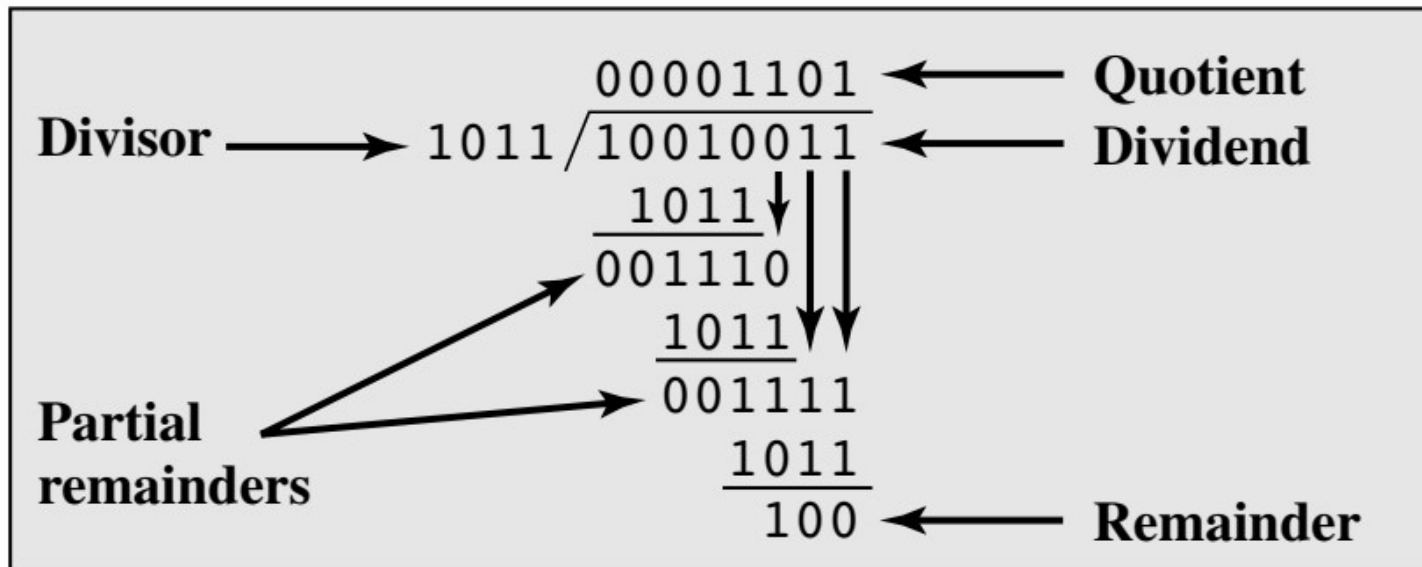 00001101 Quotient
Divisor 1011 10010011 Dividend
1011
001110
1011
001111
Partial
remainders
1011
100 Remainder